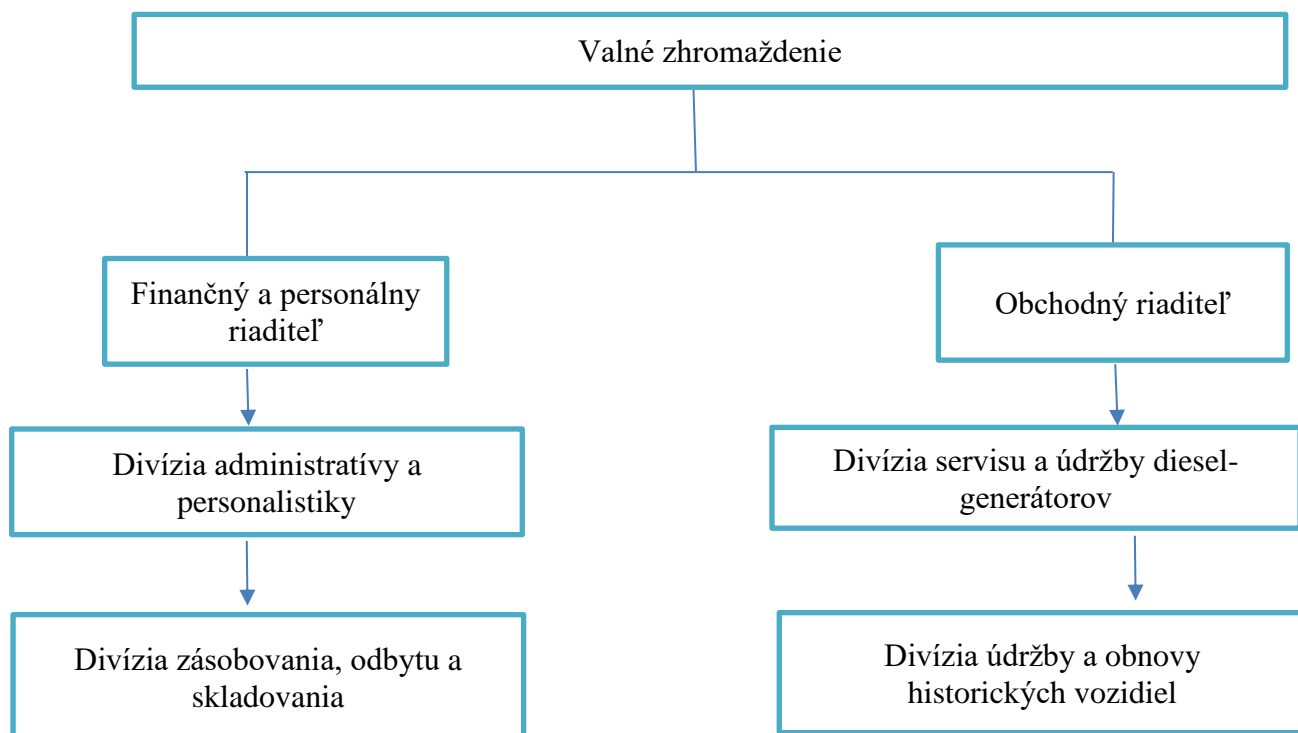 Valné zhromaždenie
Finančný a personálny
riaditeľ
Obchodný riaditeľ
Divízia administratívy a
personalistiky
Divízia servisu a údržby diesel-
generátorov
Divízia zásobovania, odbytu a
skladovania
Divízia údržby a obnovy
historických vozidiel